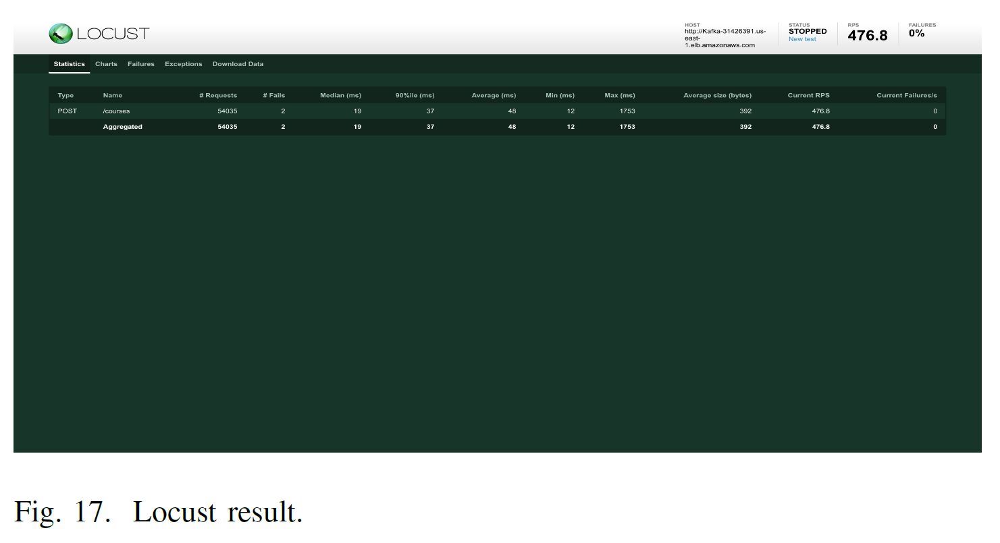 LOCUST
HOST
http://Kafka-31426391.us-
east-
1.elb.amazonaws.com
STATUS
STOPPED
New test
RPS
476.8
FAILURES
0%
Statistics Charts Failures Exceptions Download Data
Type Name # Requests # Fails Median (ms) 90%ile (ms) Average (ms) Min (ms) Max (ms) Average size (bytes) Current RPS Current Failures/s
POST /courses 54035 2 19 37 48 12 1753 392 476.8 0
Aggregated 54035 2 19 37 48 12 1753 392 476.8 0
Fig. 17. Locust result.